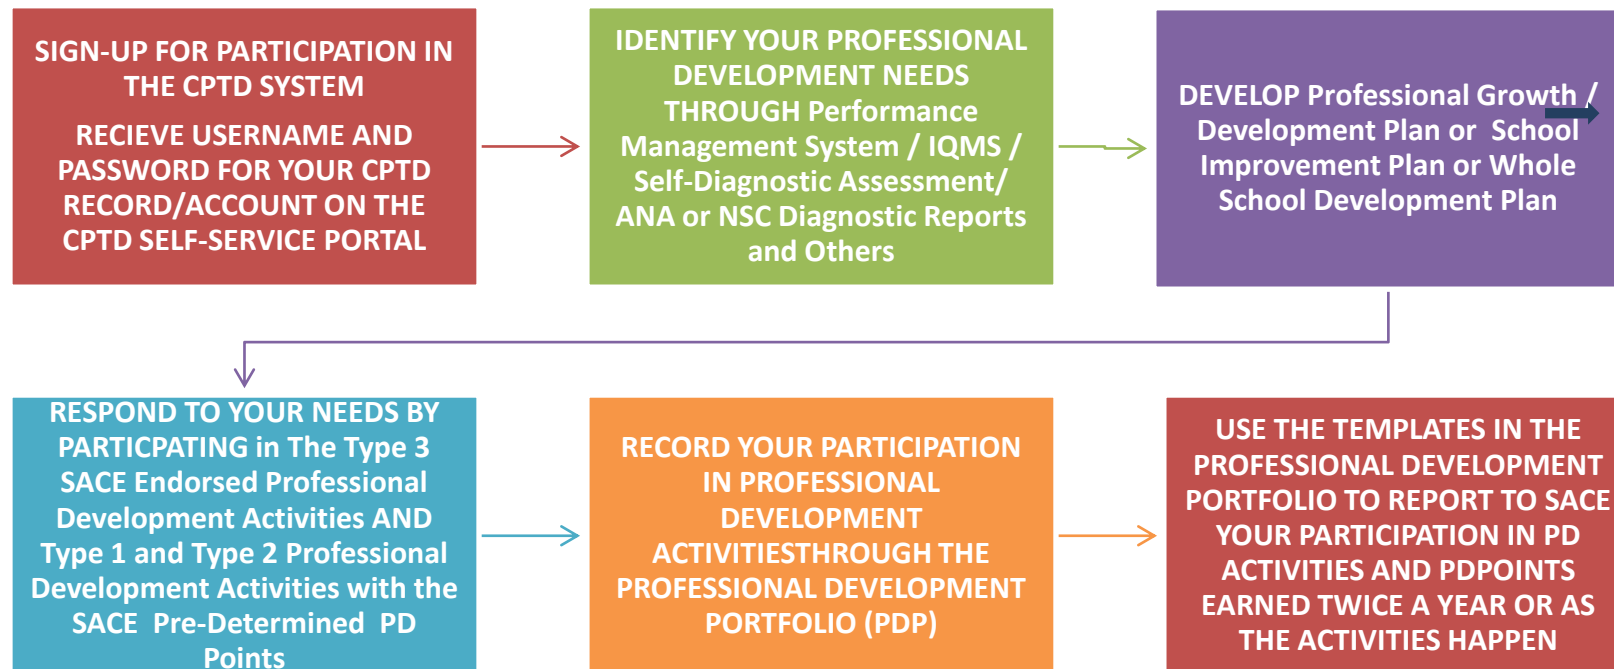 SIGN-UP FOR PARTICIPATION IN
THE CPTD SYSTEM
RECIEVE USERNAME AND
PASSWORD FOR YOUR CPTD
RECORD/ACCOUNT ON THE
CPTD SELF-SERVICE PORTAL
IDENTIFY YOUR PROFESSIONAL
DEVELOPMENT NEEDS
THROUGH Performance
Management System / IQMS /
Self-Diagnostic Assessment/
ANA or NSC Diagnostic Reports
and Others
DEVELOP Professional Growth /
Development Plan or School
Improvement Plan or Whole
School Development Plan
RESPOND TO YOUR NEEDS BY
PARTICPATING in The Type 3
SACE Endorsed Professional
Development Activities AND
Type 1 and Type 2 Professional
Development Activities with the
SACE Pre-Determined PD
Points
RECORD YOUR PARTICIPATION
IN PROFESSIONAL
DEVELOPMENT
ACTIVITIESTHROUGH THE
PROFESSIONAL DEVELOPMENT
PORTFOLIO (PDP)
USE THE TEMPLATES IN THE
PROFESSIONAL DEVELOPMENT
PORTFOLIO TO REPORT TO SACE
YOUR PARTICIPATION IN PD
ACTIVITIES AND PDPOINTS
EARNED TWICE A YEAR OR AS
THE ACTIVITIES HAPPEN